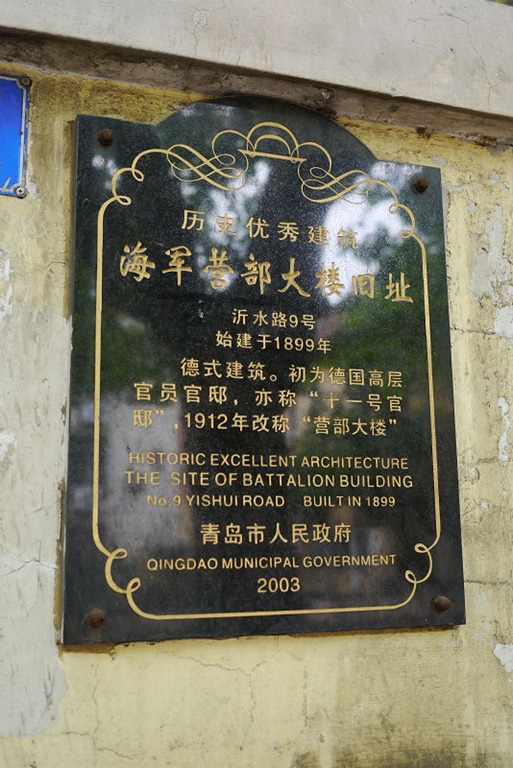 历史优秀建筑
海军营部大楼旧址
沂水路9号
始建于1899年
德式建筑。初为德国高层
官员官邸，亦称“十一号官
邸”,1912年改称“营部大楼”
HISTORIC EXCELLENT ARCHITECTURE
THE SITE OF BATTALION BUILDING
No.9 YISHUI ROAD BUILT IN 1899
青岛市人民政府
QINGDAO MUNICIPAL GOVERNMENT
2003